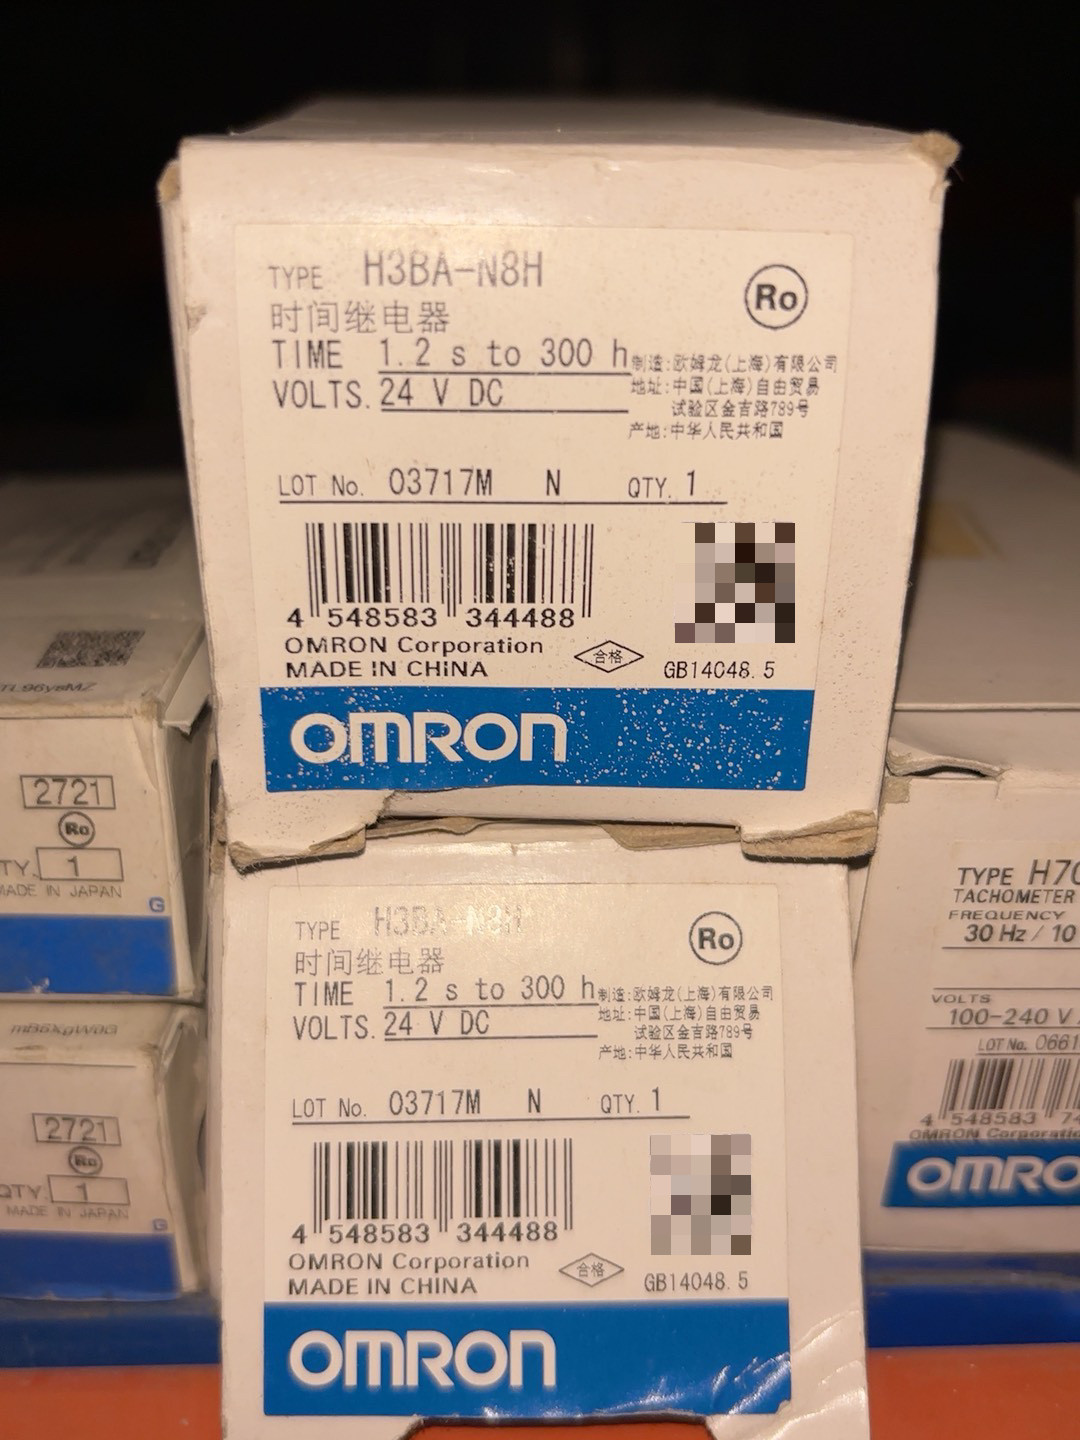 TYPE H3BA-N8H
Ro
时间继电器
TIME 1.2 s to 300 h
VOLTS. 24 V DC
制造:欧姆龙(上海)有限公司
地址:中国(上海)自由贸易
试验区金吉路789号
产地:中华人民共和国
LOT No. 03717M N QTY. 1
4 548583 344488
OMRON Corporation
MADE IN CHINA
合格
GB14048.5
OMRON
TYPE H3BA-N8H
Ro
时间继电器
TIME 1.2 s to 300 h
VOLTS. 24 V DC
制造:欧姆龙(上海)有限公司
地址:中国(上海)自由贸易
试验区金吉路789号
产地:中华人民共和国
LOT No. 03717M N QTY. 1
4 548583 344488
OMRON Corporation
MADE IN CHINA
合格
GB14048.5
OMRON
2721
Ro
TY. 1
MADE IN JAPAN
G
2721
Ro
QTY. 1
MADE IN JAPAN
G
TYPE H7
TACHOMETER
FREQUENCY
30 Hz / 10
VOLTS
100-240 V
LOT No. 0661
4 548583 74
OMRON Corporatio
OMRO